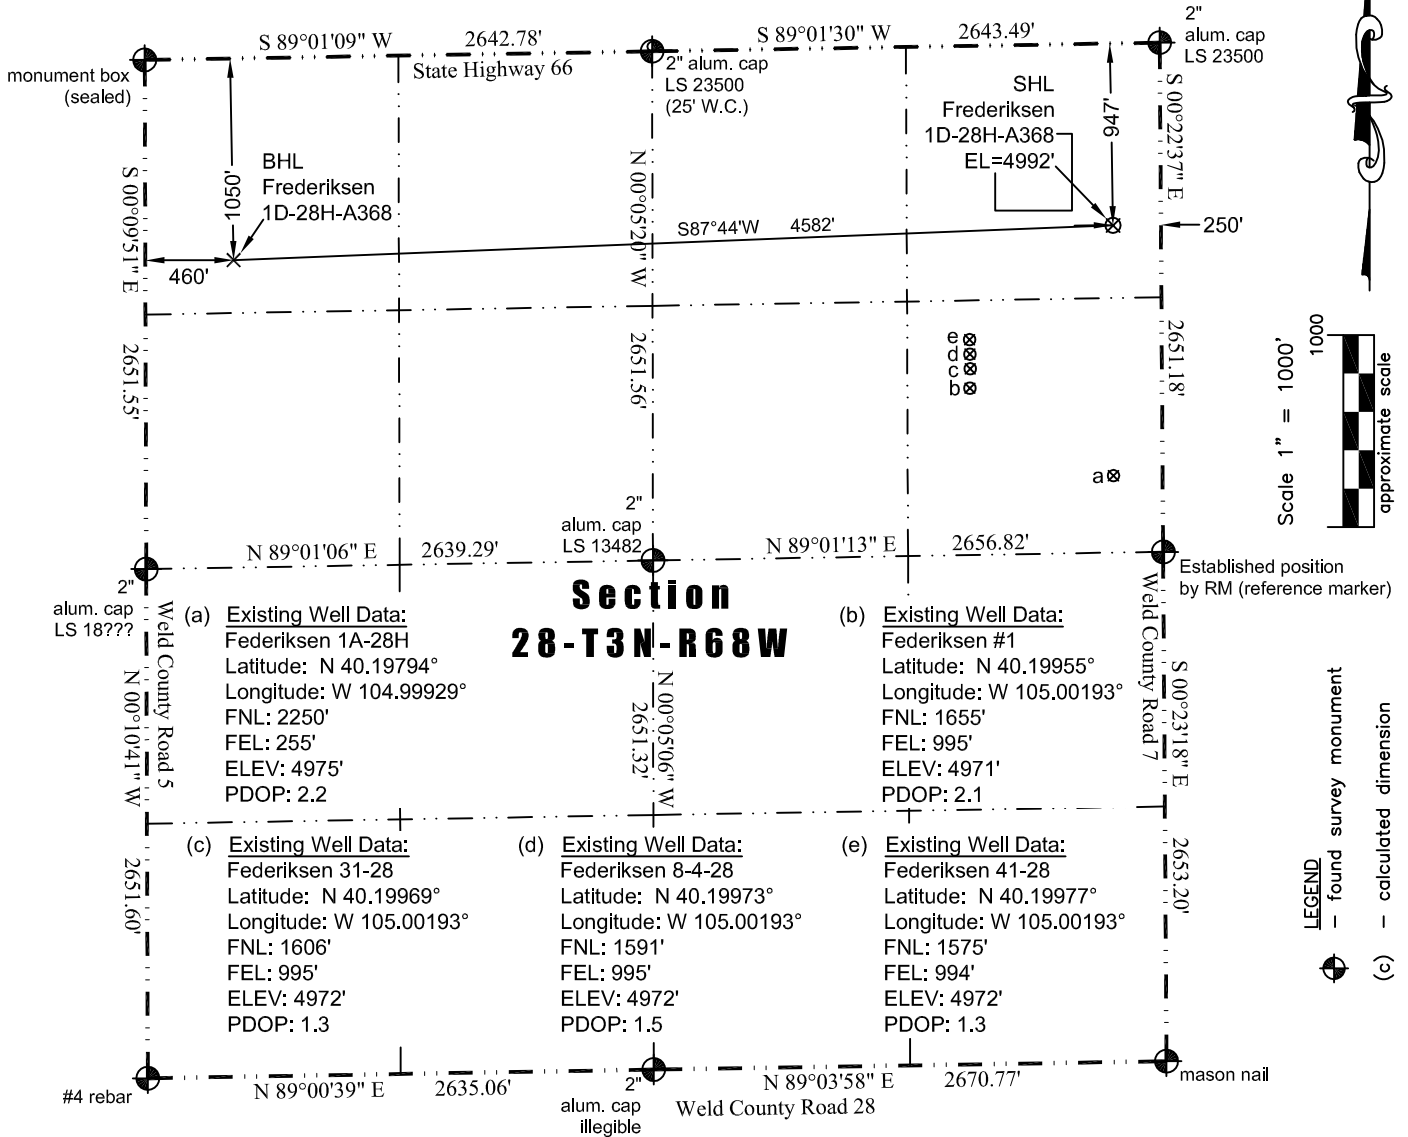 S 89°01'09" W 2642.78'
State Highway 66
S 89°01'30" W 2643.49'
2"
alum. cap
LS 23500
monument box
(sealed)
2" alum. cap
LS 23500
(25' W.C.)
SHL
Frederiksen
1D-28H-A368
EL=4992'
947'
S 00°22'37" E
BHL
Frederiksen
1D-28H-A368
1050'
S 00°09'51" E
N 00°05'20" W
S87°44'W 4582'
250'
460'
2651.55'
2651.56'
2651.18'
e
d
c
b
a
Scale 1" = 1000'
1000
approximate scale
2"
alum. cap
LS 13482
N 89°01'06" E 2639.29'
N 89°01'13" E 2656.82'
Established position
by RM (reference marker)
2"
alum. cap
LS 18???
Section
28-T3N-R68W
Weld County Road 5
N 00°10'41" W
(a) Existing Well Data:
Federiksen 1A-28H
Latitude: N 40.19794°
Longitude: W 104.99929°
FNL: 2250'
FEL: 255'
ELEV: 4975'
PDOP: 2.2
N 00°05'06" W
2651.32'
(b) Existing Well Data:
Federiksen #1
Latitude: N 40.19955°
Longitude: W 105.00193°
FNL: 1655'
FEL: 995'
ELEV: 4971'
PDOP: 2.1
Weld County Road 7
S 00°23'18" E
2651.60'
(c) Existing Well Data:
Federiksen 31-28
Latitude: N 40.19969°
Longitude: W 105.00193°
FNL: 1606'
FEL: 995'
ELEV: 4972'
PDOP: 1.3
(d) Existing Well Data:
Federiksen 8-4-28
Latitude: N 40.19973°
Longitude: W 105.00193°
FNL: 1591'
FEL: 995'
ELEV: 4972'
PDOP: 1.5
(e) Existing Well Data:
Federiksen 41-28
Latitude: N 40.19977°
Longitude: W 105.00193°
FNL: 1575'
FEL: 994'
ELEV: 4972'
PDOP: 1.3
2653.20'
LEGEND
– found survey monument
(c) – calculated dimension
#4 rebar
N 89°00'39" E 2635.06'
2"
alum. cap
illegible
N 89°03'58" E 2670.77'
Weld County Road 28
mason nail